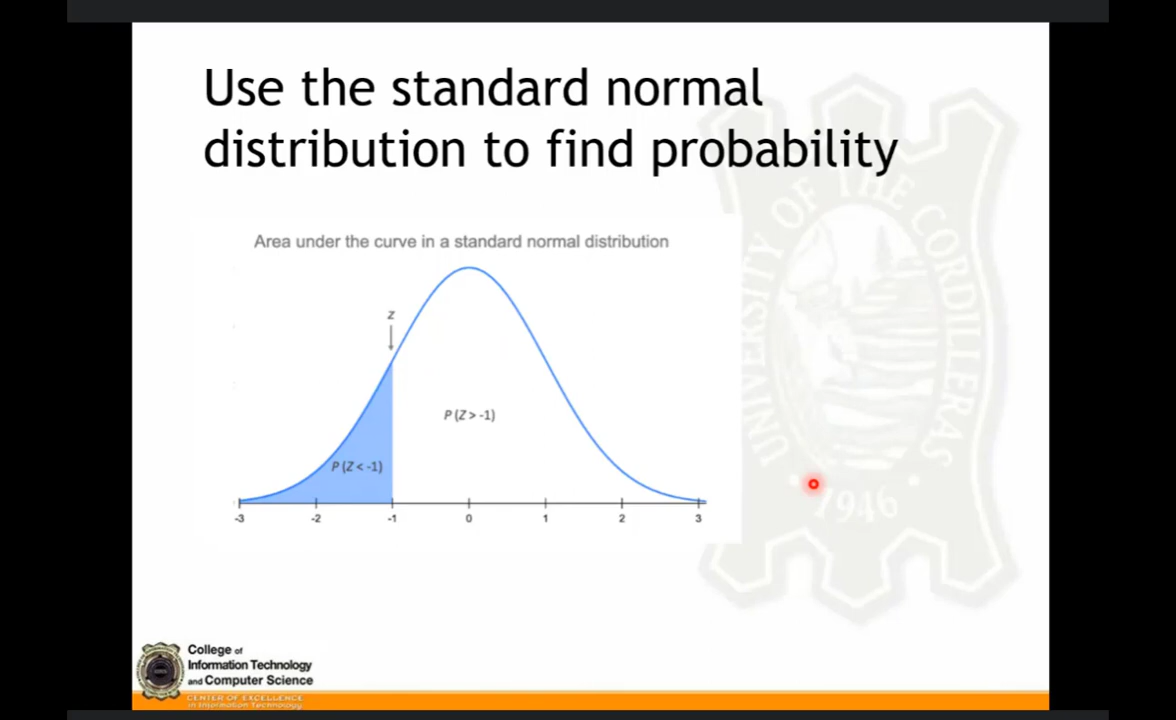 Use the standard normal
distribution to find probability
Area under the curve in a standard normal distribution
Z
P (Z > -1)
P (Z < -1)
-3 -2 -1 0 1 2 3
UNIVERSITY OF THE CORDILLERAS
1946
College of
Information Technology
and Computer Science
CENTER OF EXCELLENCE
in Information Technology